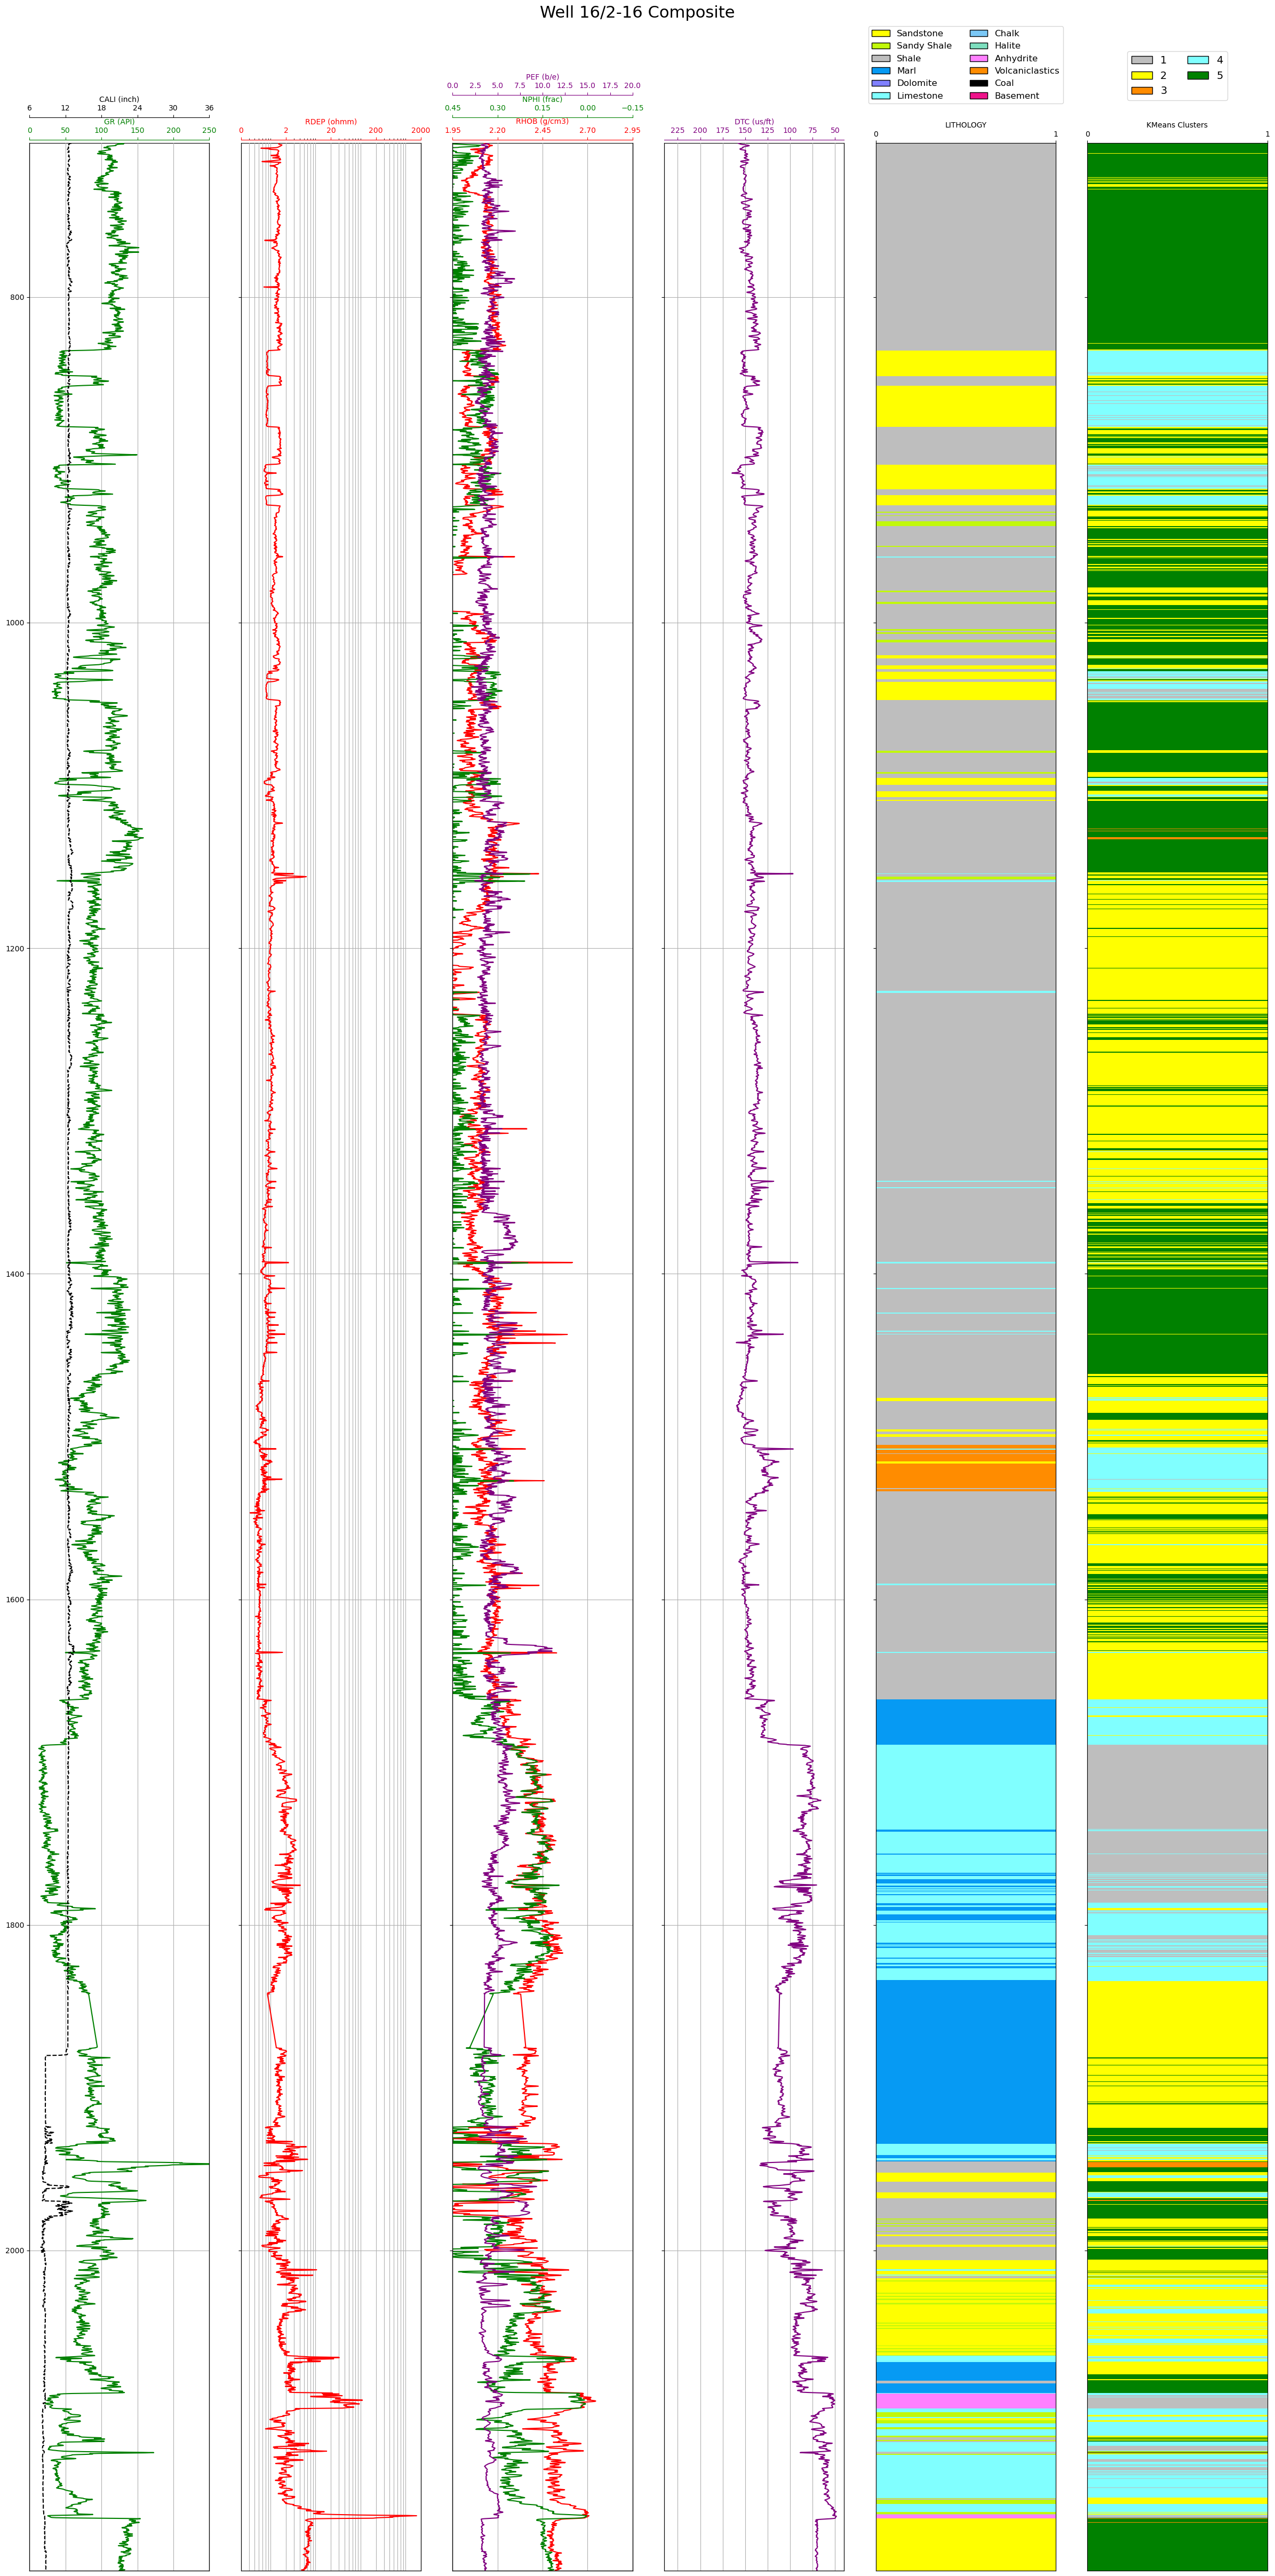 Well 16/2-16 Composite
Sandstone Chalk
Sandy Shale Halite
Shale Anhydrite
Marl Volcaniclastics
Dolomite Coal
Limestone Basement
1 4
2 5
3
PEF (b/e)
0.0 2.5 5.0 7.5 10.0 12.5 15.0 17.5 20.0
CALI (inch) NPHI (frac)
6 12 18 24 30 36 0.45 0.30 0.15 0.00 −0.15
GR (API) RDEP (ohmm) RHOB (g/cm3) DTC (us/ft) LITHOLOGY KMeans Clusters
0 50 100 150 200 250 0 2 20 200 2000 1.95 2.20 2.45 2.70 2.95 225 200 175 150 125 100 75 50 0 1 0 1
800
1000
1200
1400
1600
1800
2000